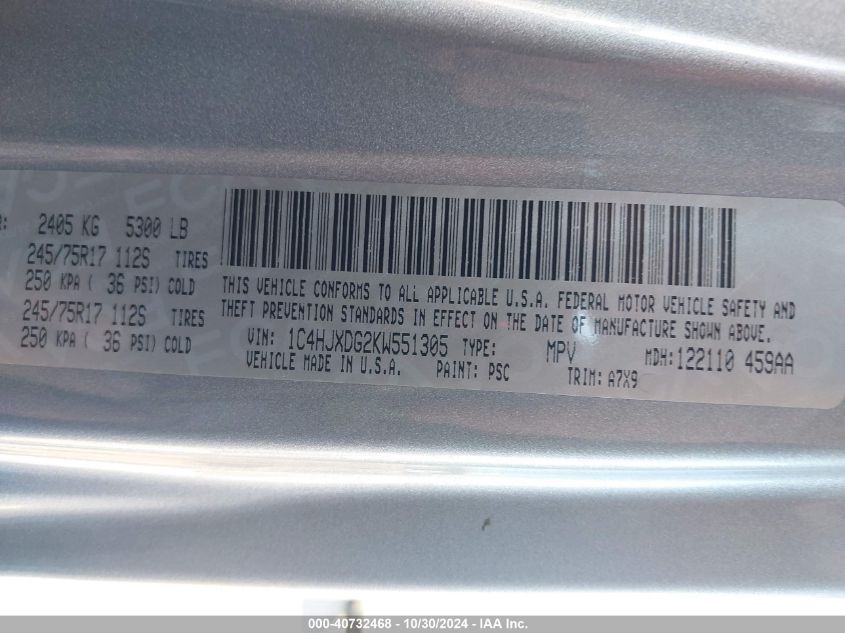 R: 2405 KG 5300 LB
245/75R17 112S TIRES
250 KPA ( 36 PSI) COLD
245/75R17 112S TIRES
250 KPA ( 36 PSI) COLD
THIS VEHICLE CONFORMS TO ALL APPLICABLE U.S.A. FEDERAL MOTOR VEHICLE SAFETY AND
THEFT PREVENTION STANDARDS IN EFFECT ON THE DATE OF MANUFACTURE SHOWN ABOVE.
VIN: 1C4HJXDG2KW551305 TYPE: MPV MDH:122110 459AA
VEHICLE MADE IN U.S.A. PAINT: PSC TRIM: A7X9
000-40732468 - 10/30/2024 - IAA Inc.